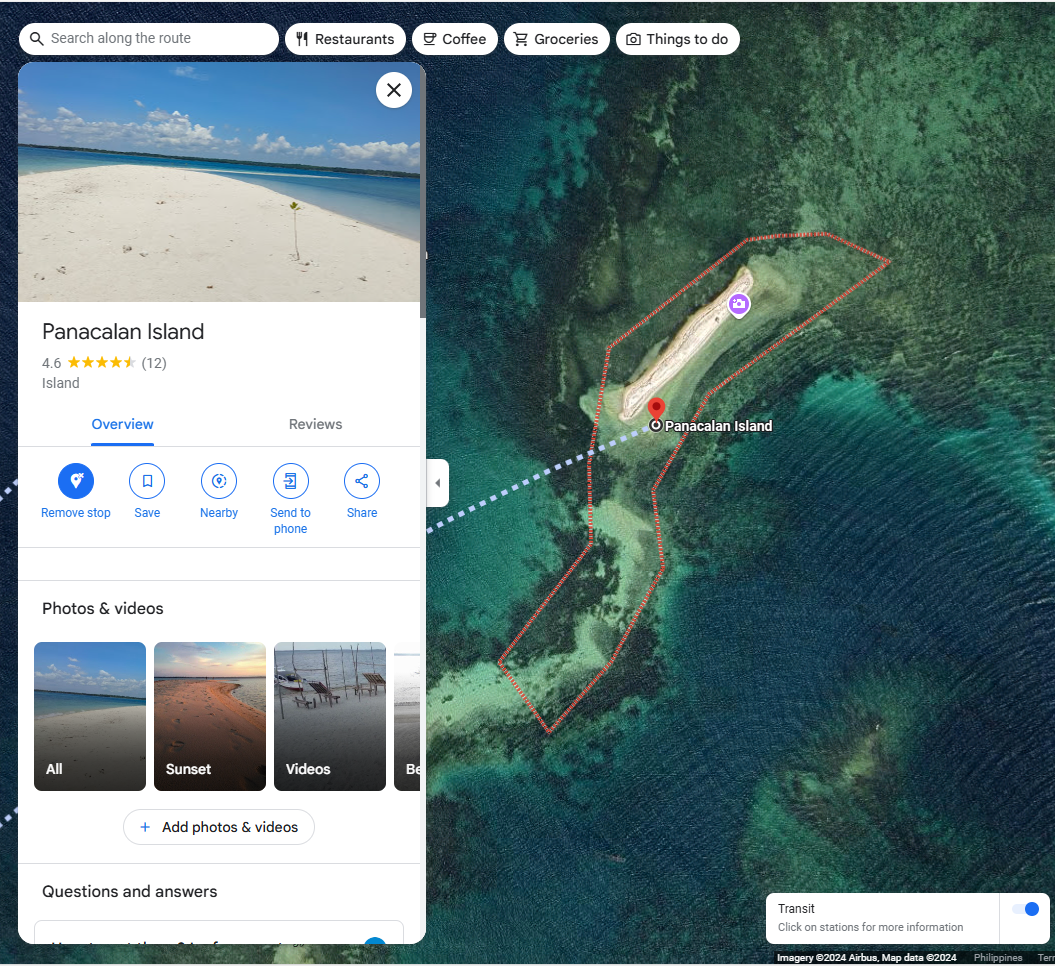 Search along the route
Restaurants
Coffee
Groceries
Things to do
Panacalan Island
4.6 (12)
Island
Overview
Reviews
Remove stop
Save
Nearby
Send to
phone
Share
Photos & videos
All
Sunset
Videos
Be
+ Add photos & videos
Questions and answers
Panacalan Island
Transit
Click on stations for more information
Imagery ©2024 Airbus, Map data ©2024
Philippines
Ter